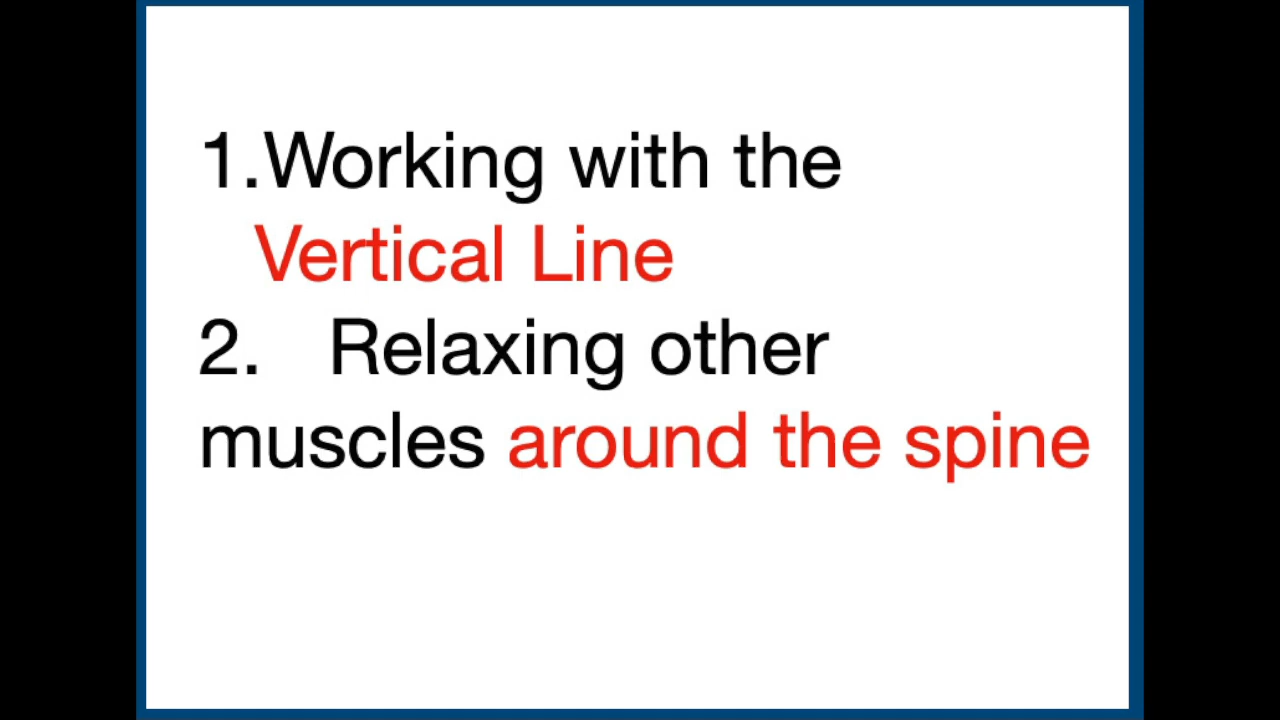 1.Working with the
Vertical Line
2. Relaxing other
muscles around the spine